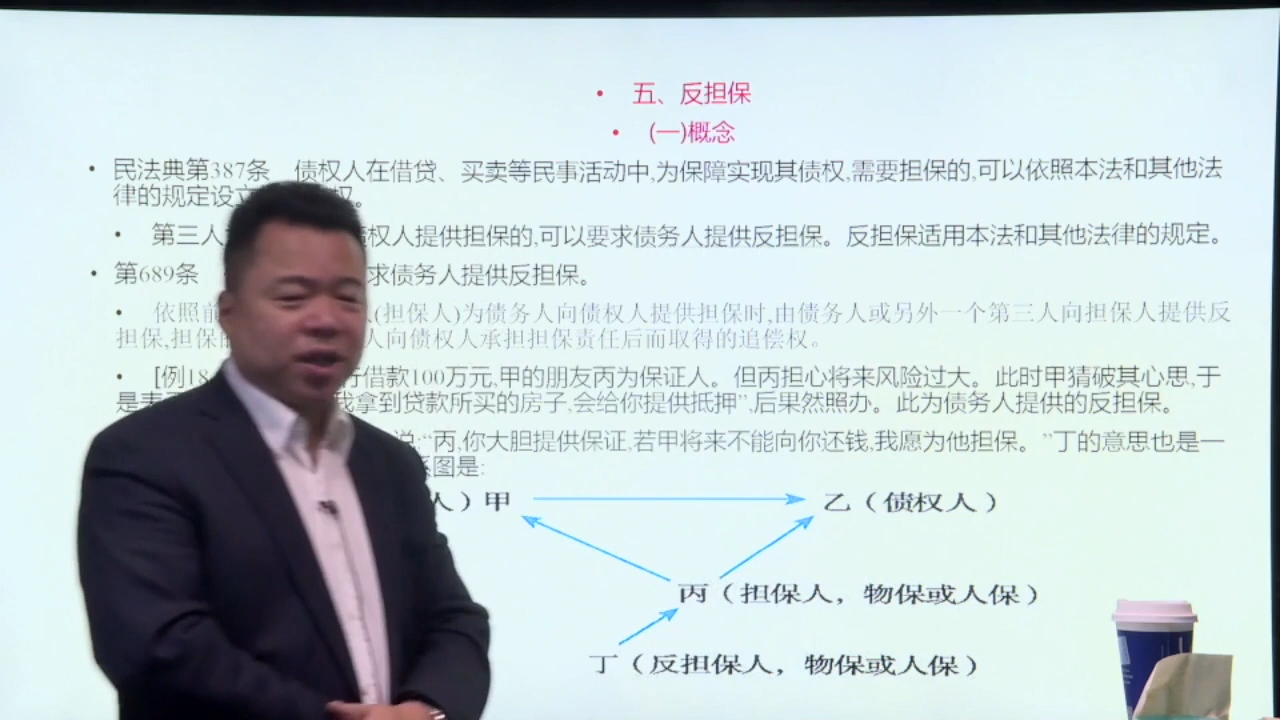 五、反担保
(一)概念
民法典第387条 债权人在借贷、买卖等民事活动中,为保障实现其债权,需要担保的,可以依照本法和其他法
律的规定设立 权。
第三人 债权人提供担保的,可以要求债务人提供反担保。反担保适用本法和其他法律的规定。
第689条 求债务人提供反担保。
依照前 (担保人)为债务人向债权人提供担保时,由债务人或另外一个第三人向担保人提供反
担保,担保 人向债权人承担担保责任后而取得的追偿权。
[例18 行借款100万元,甲的朋友丙为保证人。但丙担心将来风险过大。此时甲猜破其心思,于
是表 我拿到贷款所买的房子,会给你提供抵押”,后果然照办。此为债务人提供的反担保。
说:“丙,你大胆提供保证,若甲将来不能向你还钱,我愿为他担保。”丁的意思也是一
系图是:
人）甲 乙（债权人）
丙（担保人，物保或人保）
丁（反担保人，物保或人保）